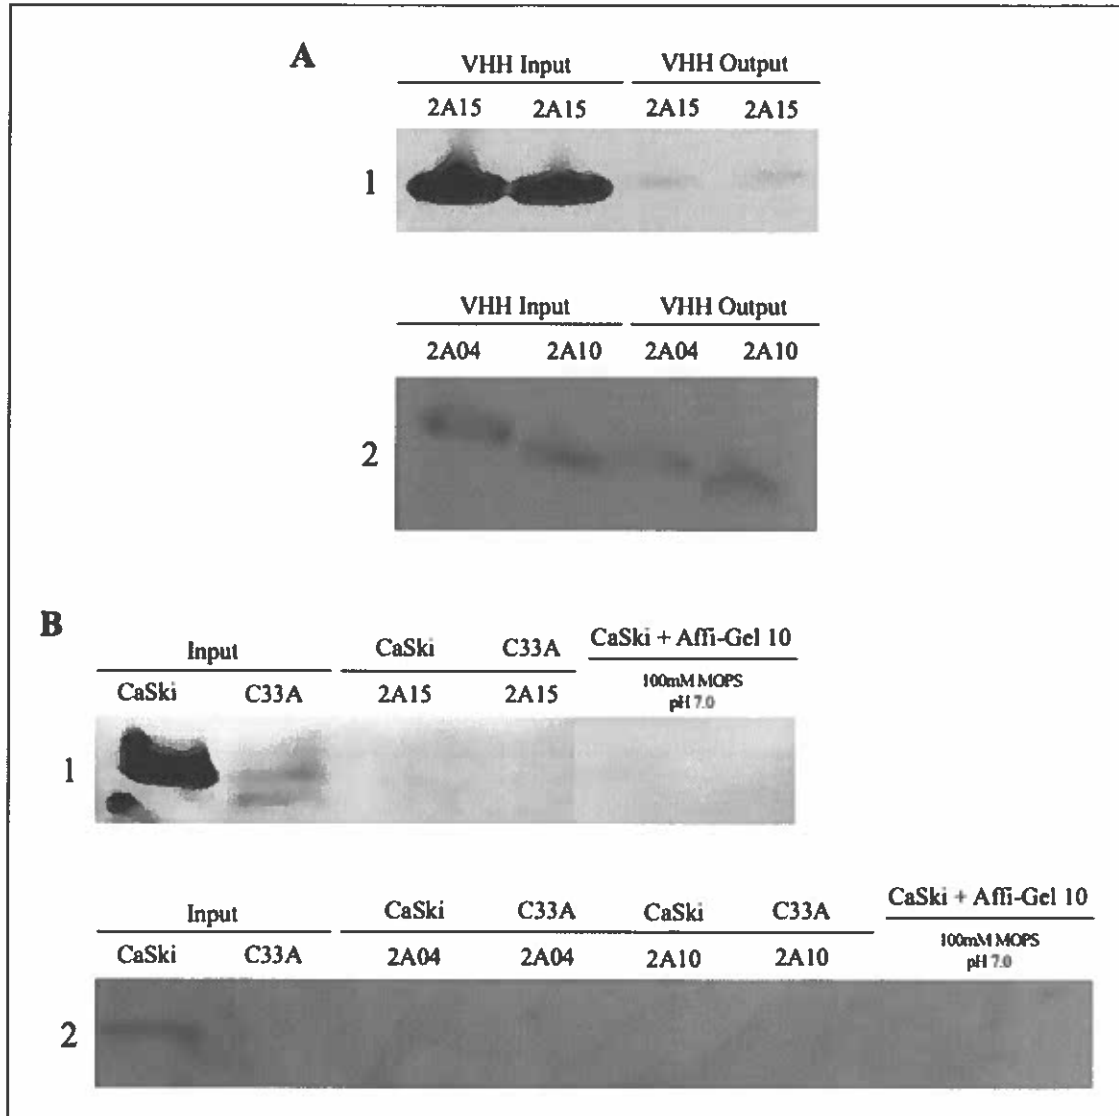 A
VHH Input VHH Output
2A15 2A15 2A15 2A15
1
VHH Input VHH Output
2A04 2A10 2A04 2A10
2
B
Input CaSki C33A CaSki + Affi-Gel 10
CaSki C33A 2A15 2A15 100mM MOPS
pH 7.0
1
Input CaSki C33A CaSki C33A CaSki + Affi-Gel 10
CaSki C33A 2A04 2A04 2A10 2A10 100mM MOPS
pH 7.0
2